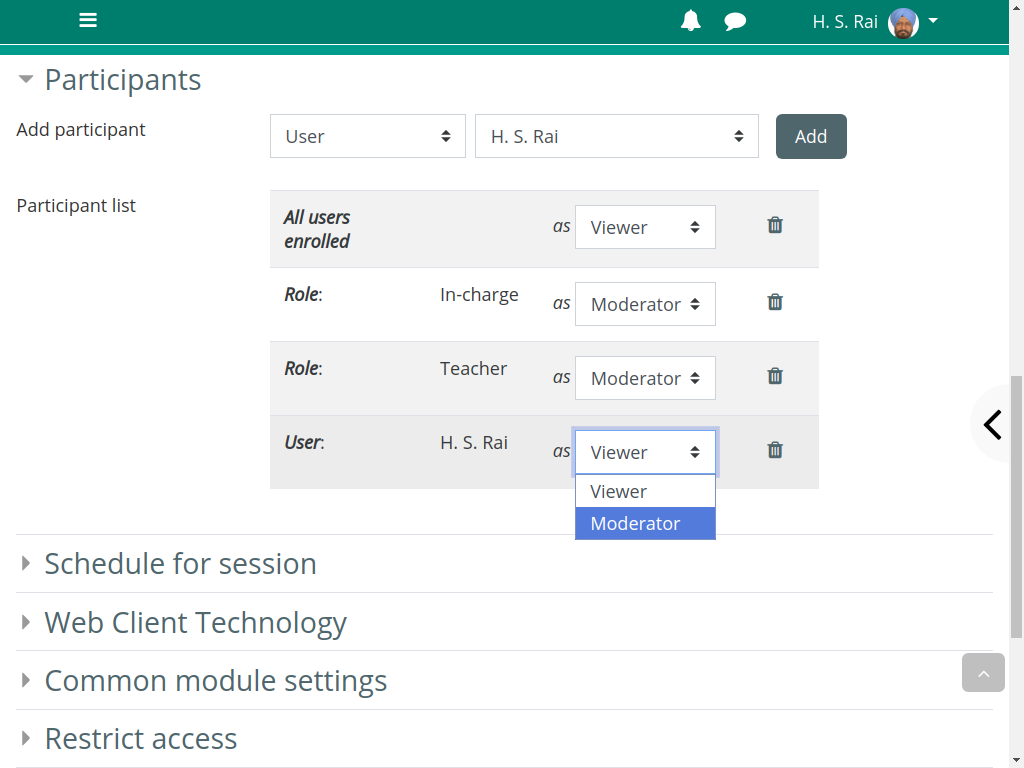 H. S. Rai
Participants
Add participant
User
H. S. Rai
Add
Participant list
All users
enrolled
as
Viewer
Role:
In-charge
as
Moderator
Role:
Teacher
as
Moderator
User:
H. S. Rai
as
Viewer
Viewer
Moderator
Schedule for session
Web Client Technology
Common module settings
Restrict access